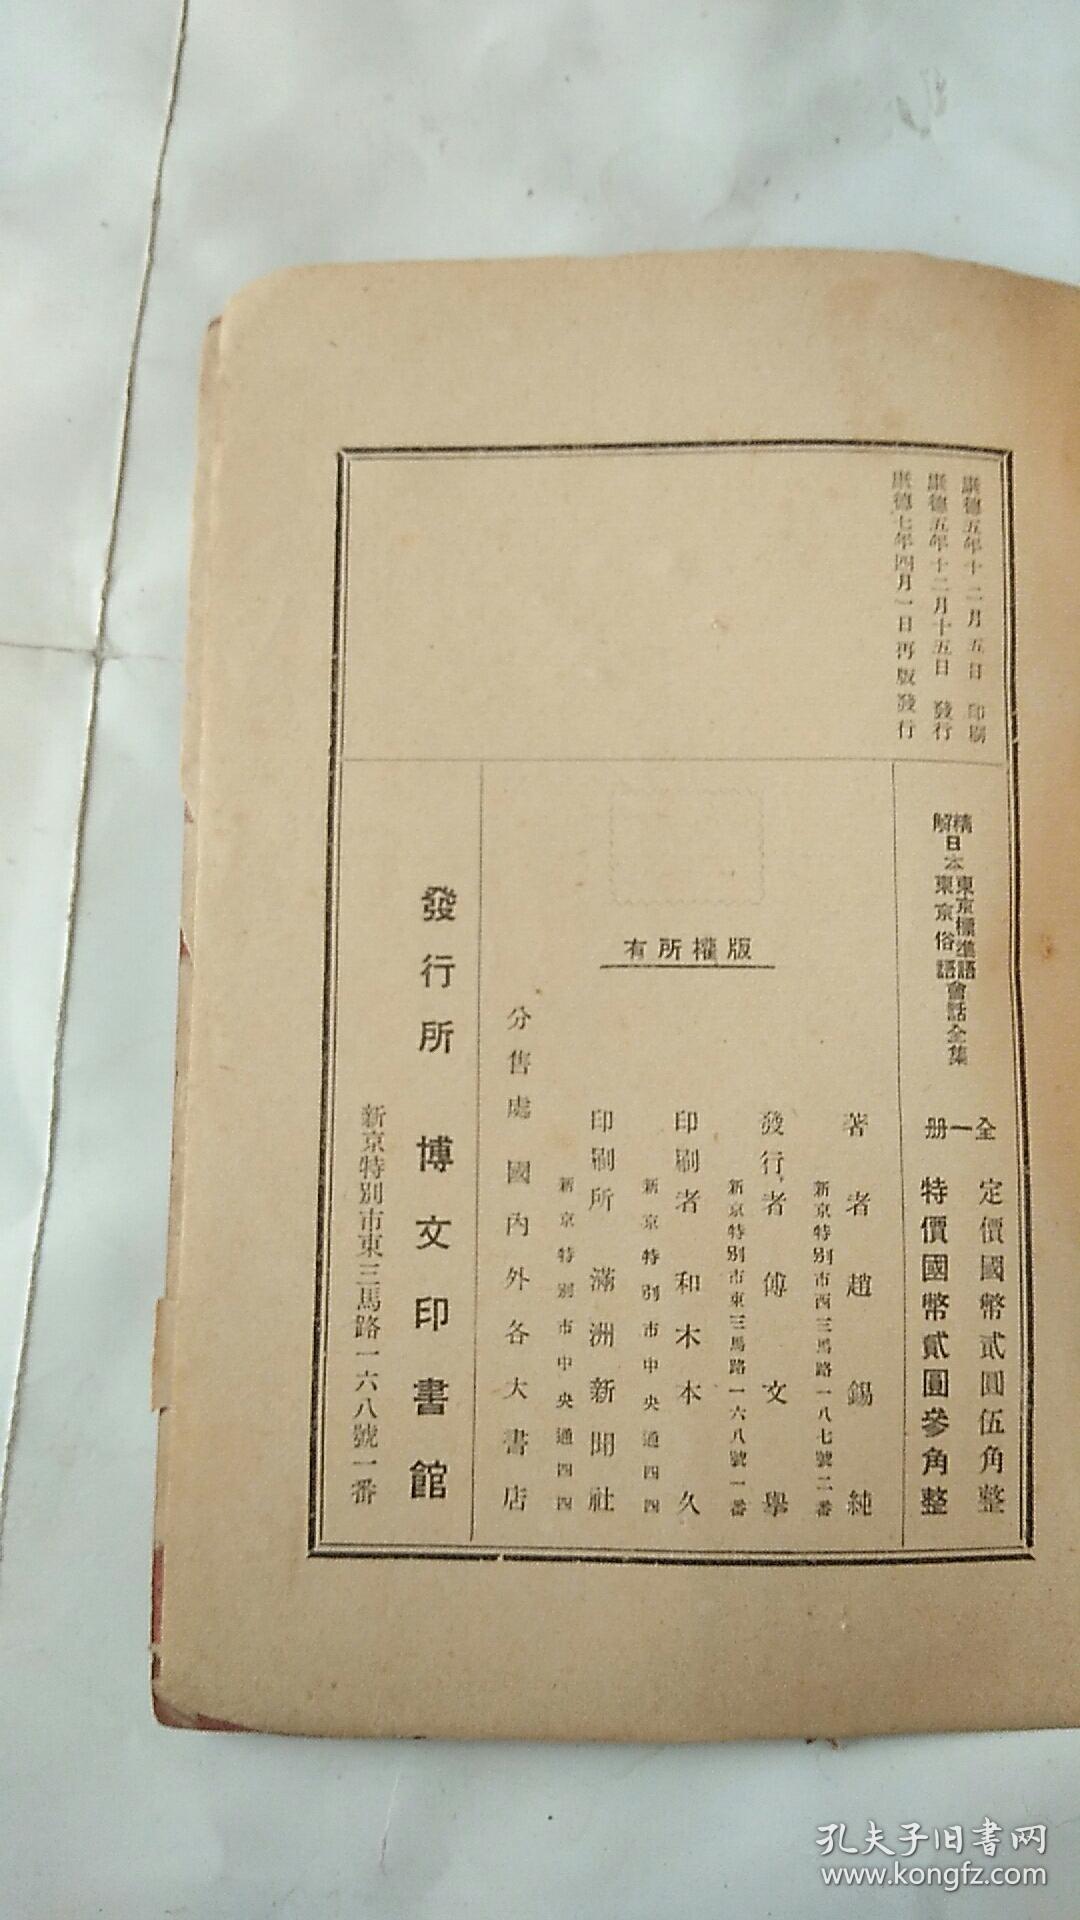 康德五年十二月五日 印刷
康德五年十二月十五日 發行
康德七年四月一日再版發行
精解日本東京標準語東京俗語會話全集
全一册
定價國幣貳圓伍角整
特價國幣貳圓參角整
版權所有
著者 趙錫純
新京特別市西三馬路一八七號二番
發行者 傅文舉
新京特別市東三馬路一六八號一番
印刷者 和木本久
新京特別市中央通四四
印刷所 滿洲新聞社
新京特別市中央通四四
分售處 國內外各大書店
發行所 博文印書館
新京特別市東三馬路一六八號一番
孔夫子旧书网
www.kongfz.com